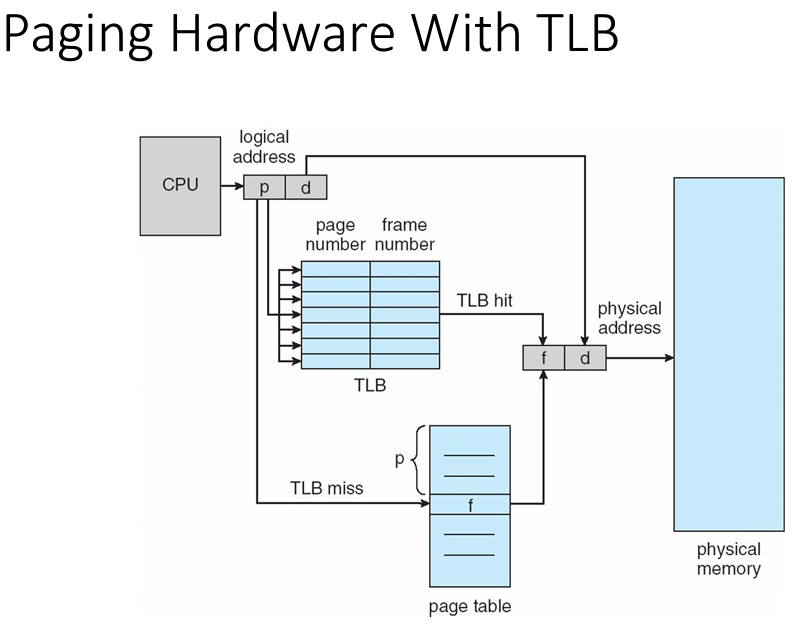 Paging Hardware With TLB
logical
address
CPU
p
d
page
number
frame
number
TLB hit
physical
address
f
d
TLB
p
TLB miss
f
physical
memory
page table